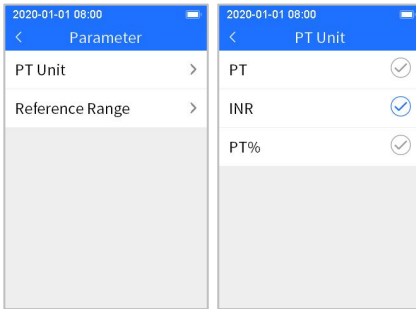 2020-01-01 08:00
Parameter
PT Unit
Reference Range
2020-01-01 08:00
PT Unit
PT
INR
PT%